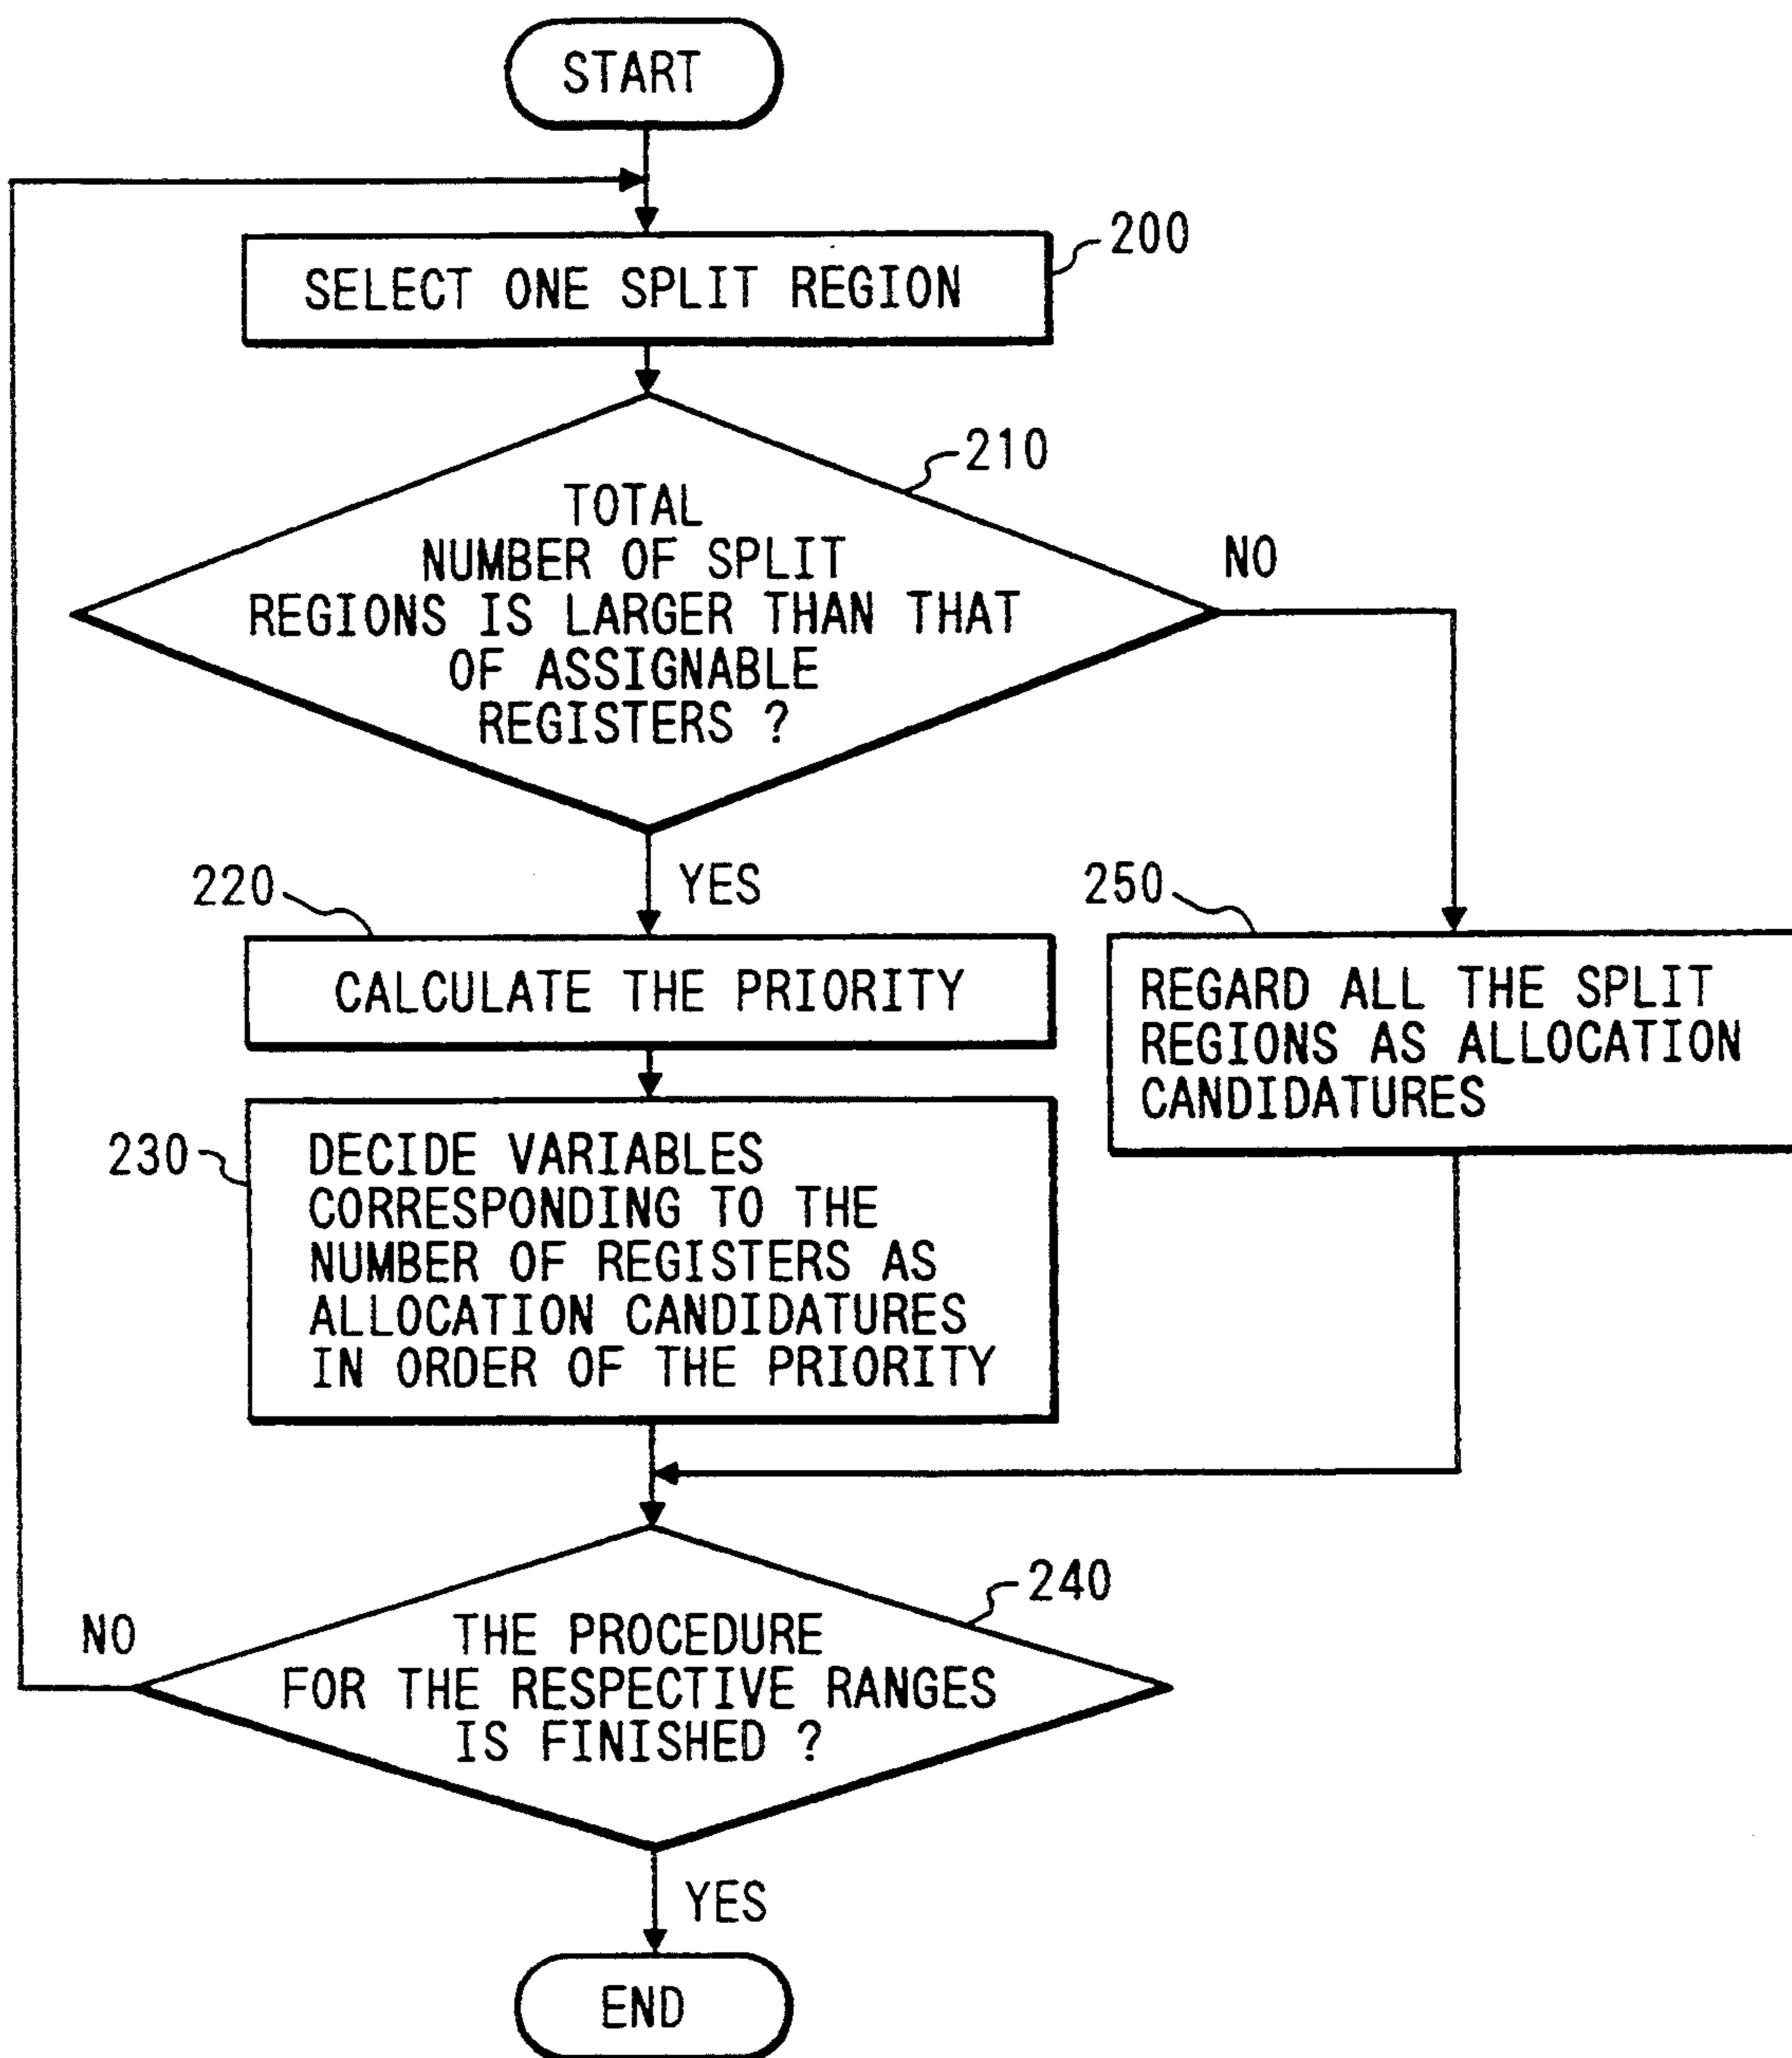 START
200
SELECT ONE SPLIT REGION
210
TOTAL
NUMBER OF SPLIT
REGIONS IS LARGER THAN THAT
OF ASSIGNABLE
REGISTERS ?
NO
YES
220
CALCULATE THE PRIORITY
250
REGARD ALL THE SPLIT
REGIONS AS ALLOCATION
CANDIDATURES
230
DECIDE VARIABLES
CORRESPONDING TO THE
NUMBER OF REGISTERS AS
ALLOCATION CANDIDATURES
IN ORDER OF THE PRIORITY
240
THE PROCEDURE
FOR THE RESPECTIVE RANGES
IS FINISHED ?
NO
YES
END